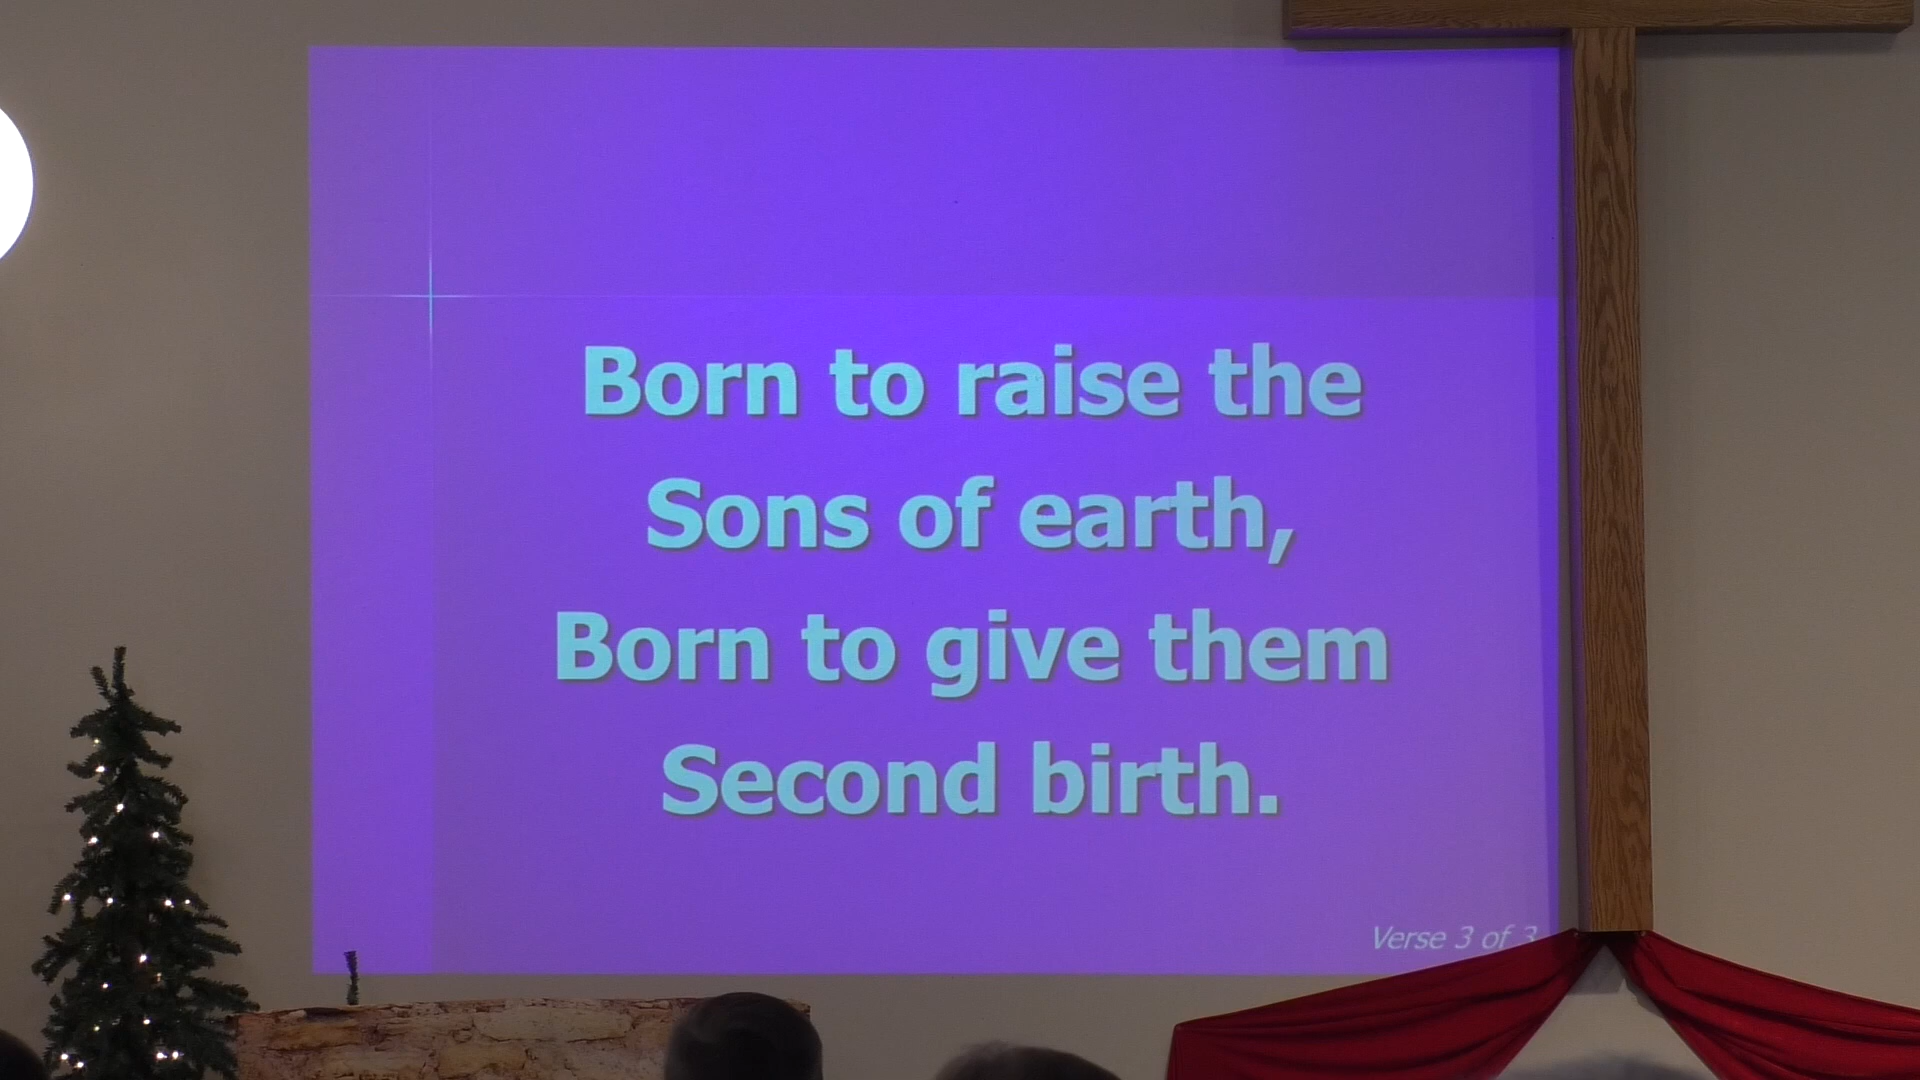 Born to raise the
Sons of earth,
Born to give them
Second birth.
Verse 3 of 3